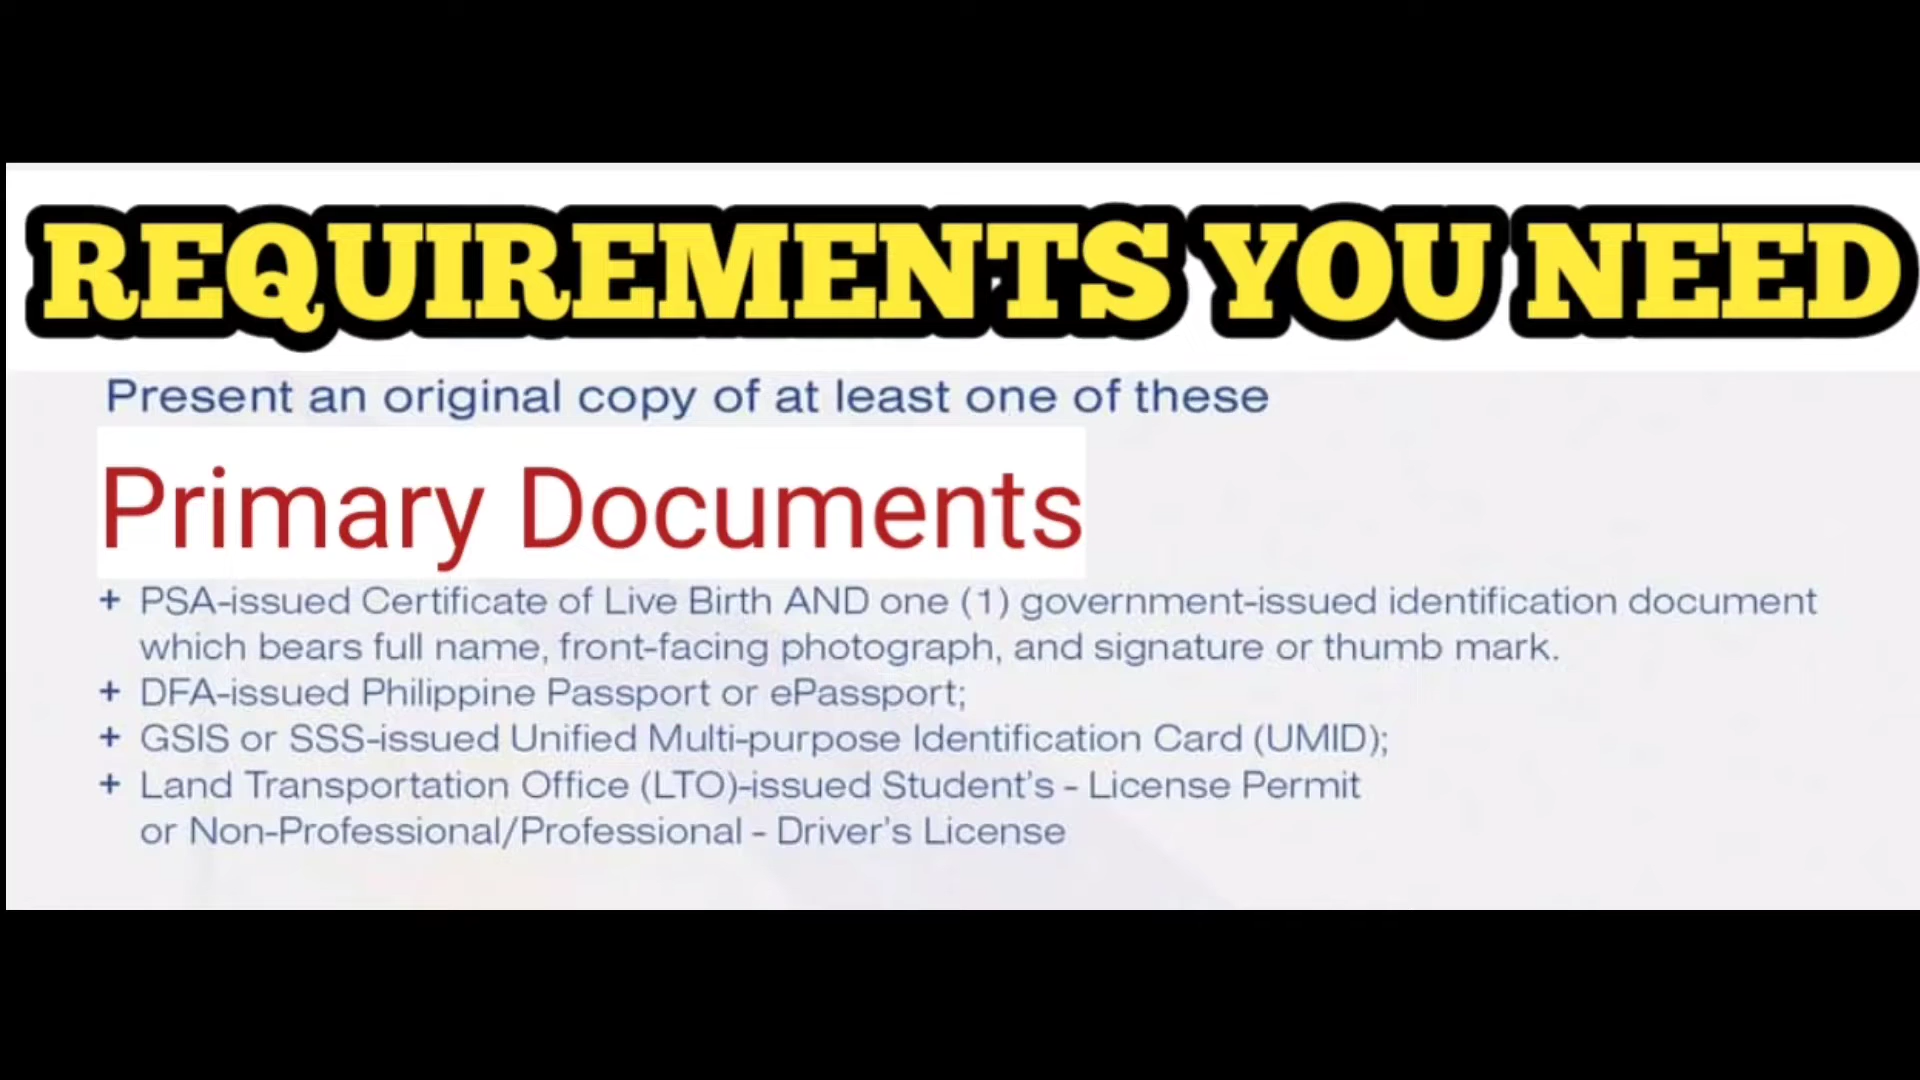 REQUIREMENTS YOU NEED
Present an original copy of at least one of these
Primary Documents
+ PSA-issued Certificate of Live Birth AND one (1) government-issued identification document
which bears full name, front-facing photograph, and signature or thumb mark.
+ DFA-issued Philippine Passport or ePassport;
+ GSIS or SSS-issued Unified Multi-purpose Identification Card (UMID);
+ Land Transportation Office (LTO)-issued Student's - License Permit
or Non-Professional/Professional - Driver's License